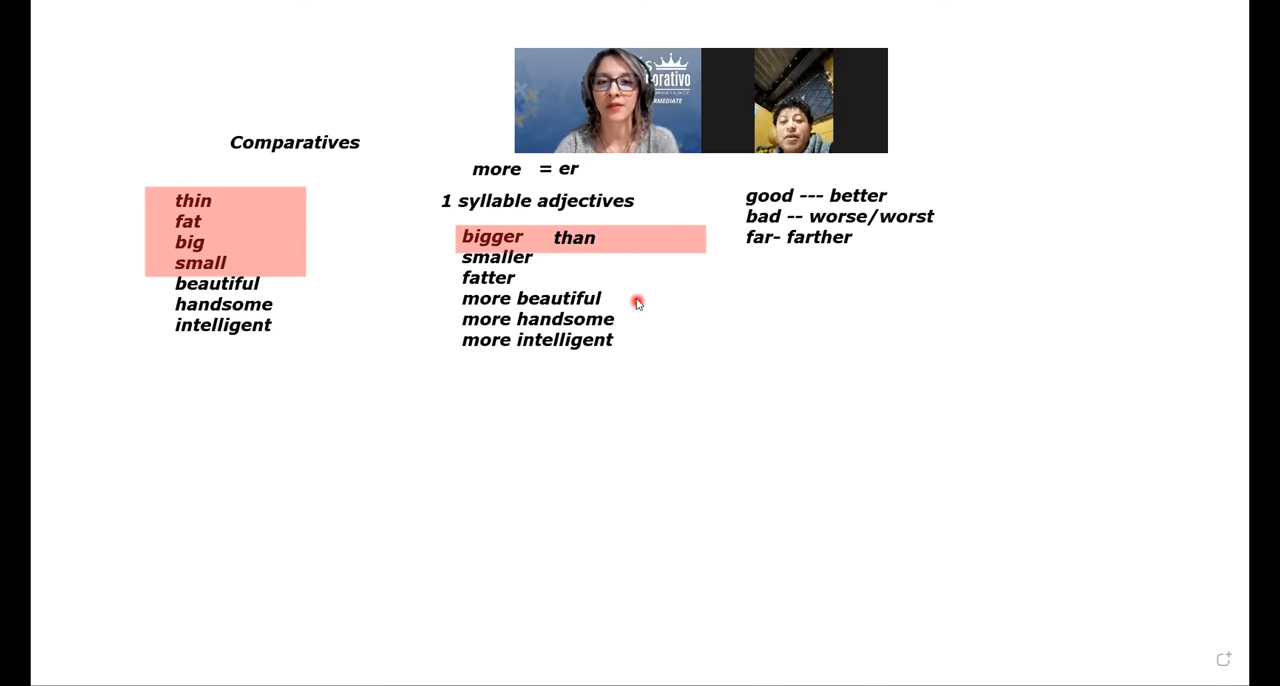 orativo
Comparatives
more = er
1 syllable adjectives
thin
fat
big
small
beautiful
handsome
intelligent
bigger than
smaller
fatter
more beautiful
more handsome
more intelligent
good --- better
bad -- worse/worst
far- farther